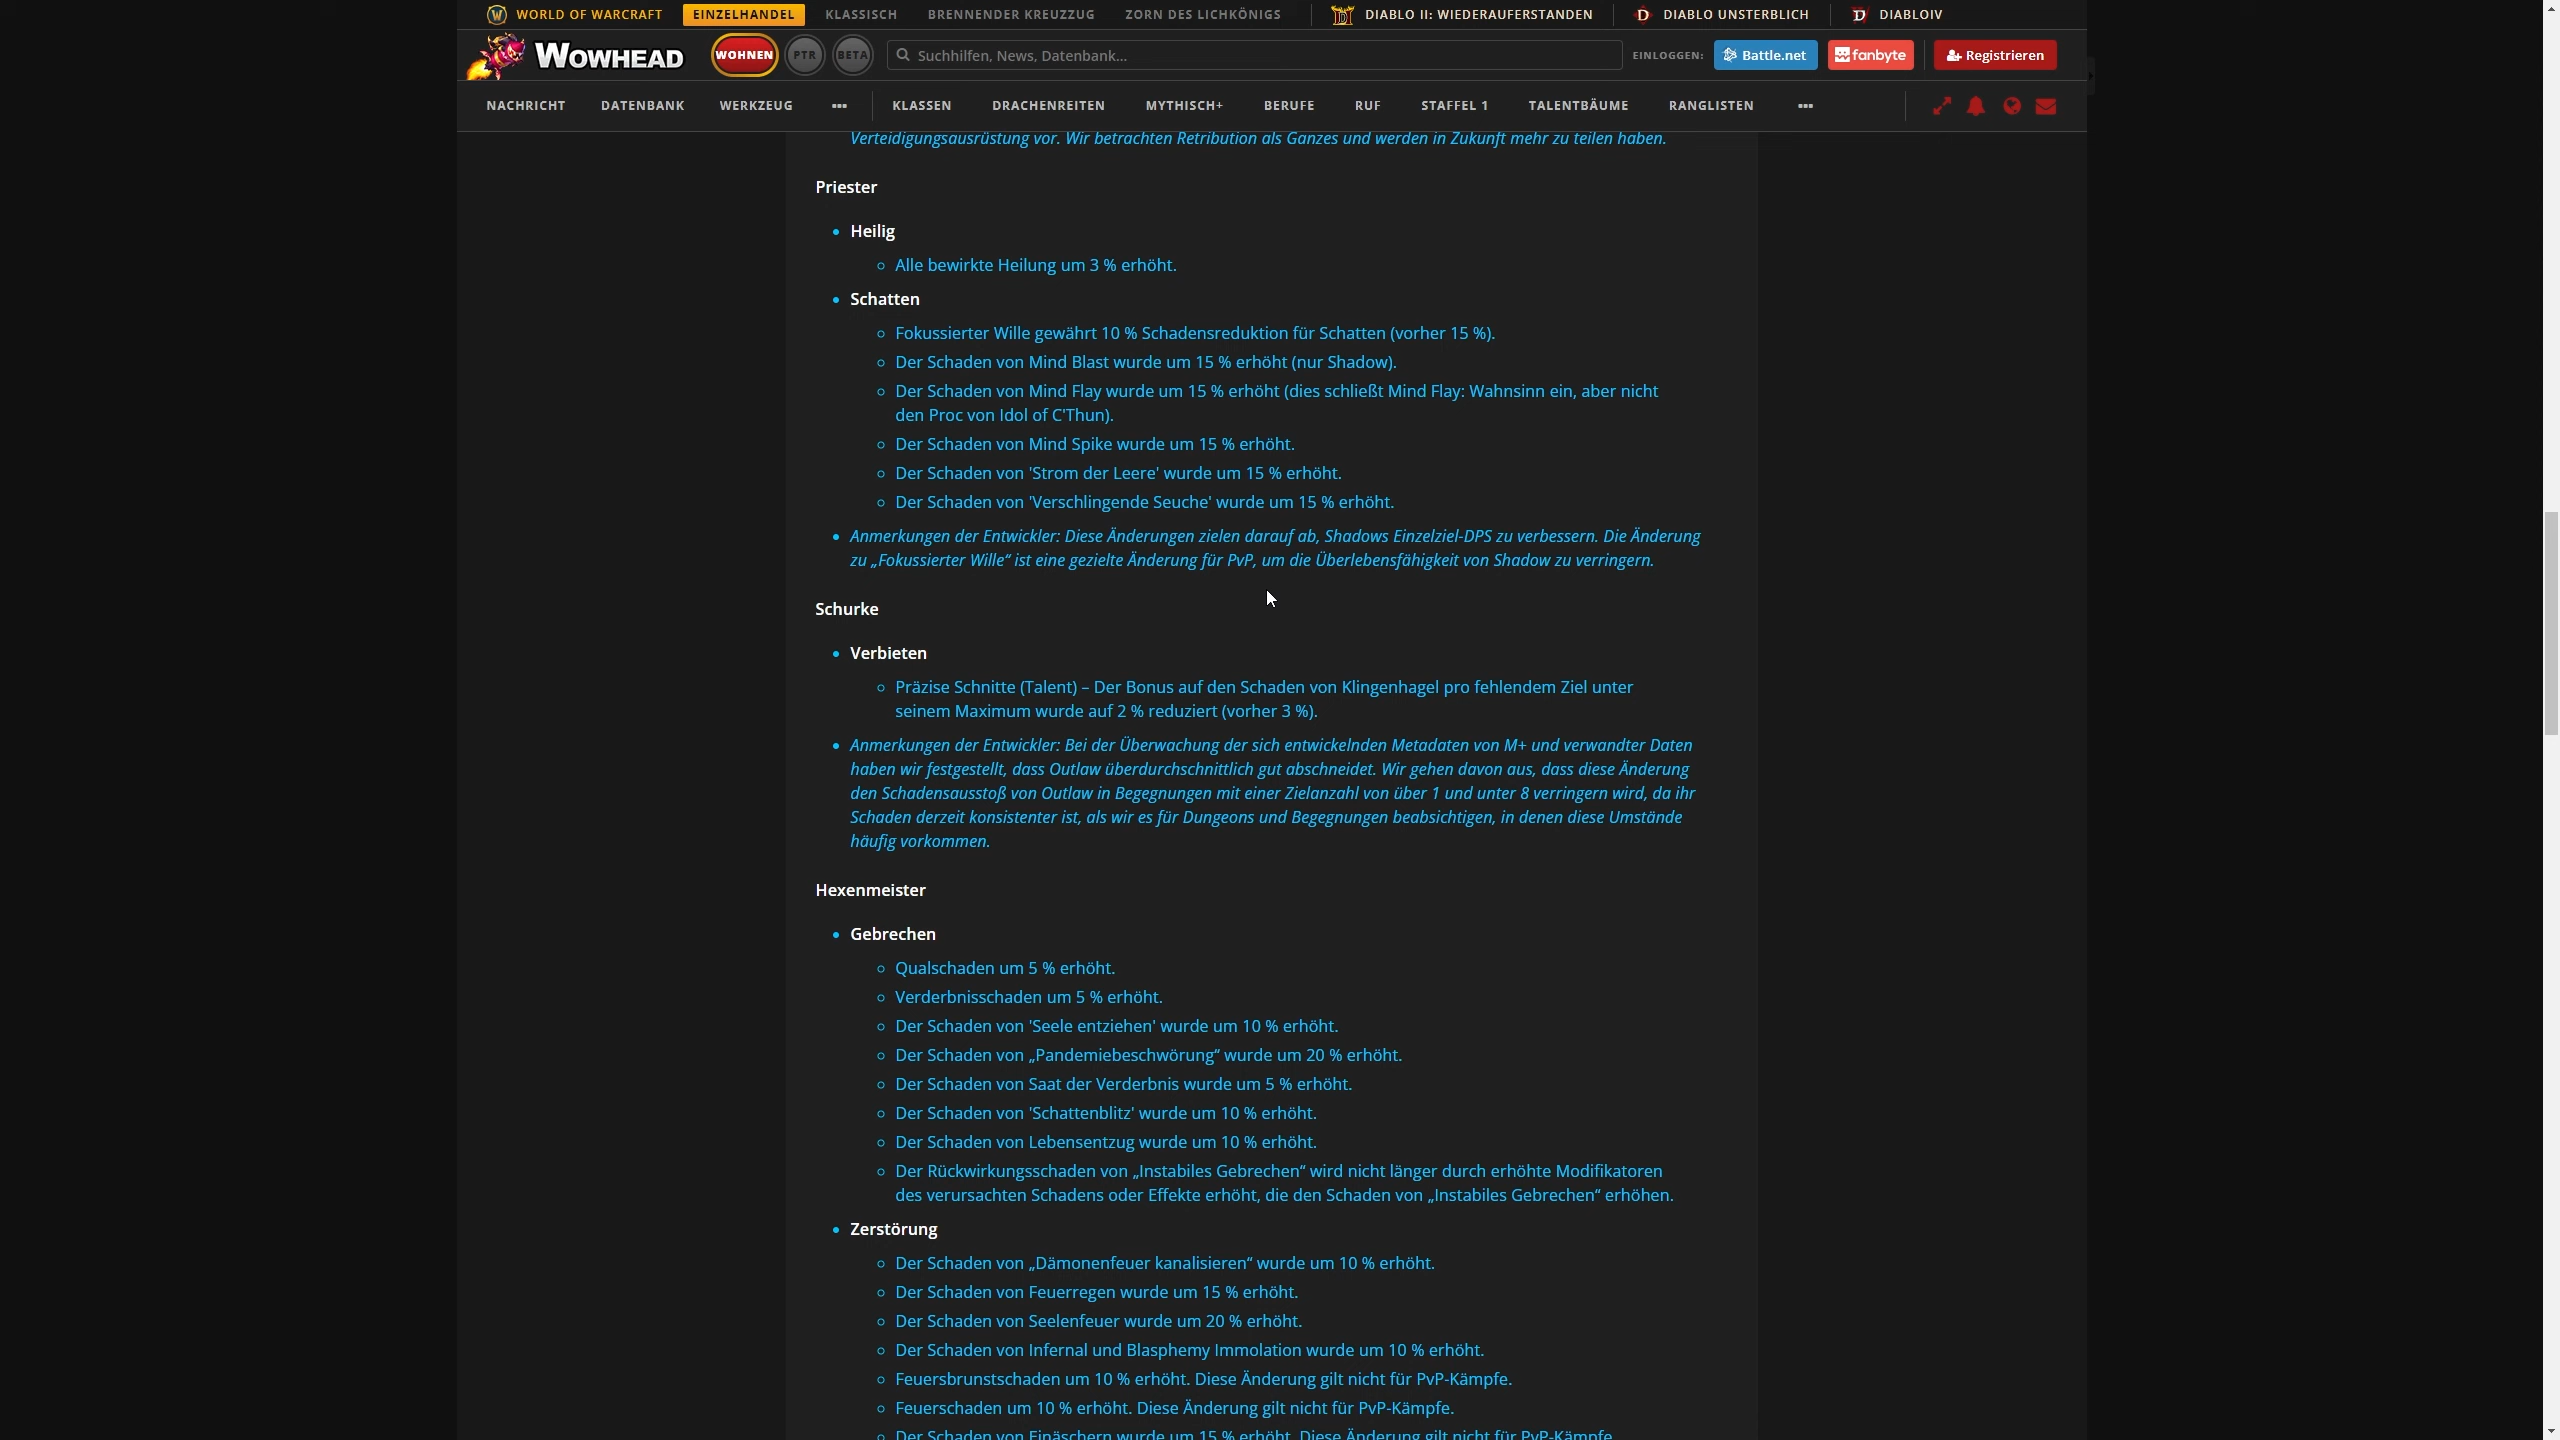 WORLD OF WARCRAFT EINZELHANDEL KLASSISCH BRENNENDER KREUZZUG ZORN DES LICHKÖNIGS DIABLO II: WIEDERAUFERSTANDEN DIABLO UNSTERBLICH DIABLOIV
WOWHEAD WOHNEN PTR BETA Suchhilfen, News, Datenbank... EINLOGGEN: Battle.net fanbyte Registrieren
NACHRICHT DATENBANK WERKZEUG ••• KLASSEN DRACHENREITEN MYTHISCH+ BERUFE RUF STAFFEL 1 TALENTBÄUME RANGLISTEN •••
Verteidigungsausrüstung vor. Wir betrachten Retribution als Ganzes und werden in Zukunft mehr zu teilen haben.
Priester
Heilig
Alle bewirkte Heilung um 3 % erhöht.
Schatten
Fokussierter Wille gewährt 10 % Schadensreduktion für Schatten (vorher 15 %).
Der Schaden von Mind Blast wurde um 15 % erhöht (nur Shadow).
Der Schaden von Mind Flay wurde um 15 % erhöht (dies schließt Mind Flay: Wahnsinn ein, aber nicht
den Proc von Idol of C'Thun).
Der Schaden von Mind Spike wurde um 15 % erhöht.
Der Schaden von 'Strom der Leere' wurde um 15 % erhöht.
Der Schaden von 'Verschlingende Seuche' wurde um 15 % erhöht.
Anmerkungen der Entwickler: Diese Änderungen zielen darauf ab, Shadows Einzelziel-DPS zu verbessern. Die Änderung
zu „Fokussierter Wille“ ist eine gezielte Änderung für PvP, um die Überlebensfähigkeit von Shadow zu verringern.
Schurke
Verbieten
Präzise Schnitte (Talent) – Der Bonus auf den Schaden von Klingenhagel pro fehlendem Ziel unter
seinem Maximum wurde auf 2 % reduziert (vorher 3 %).
Anmerkungen der Entwickler: Bei der Überwachung der sich entwickelnden Metadaten von M+ und verwandter Daten
haben wir festgestellt, dass Outlaw überdurchschnittlich gut abschneidet. Wir gehen davon aus, dass diese Änderung
den Schadensausstoß von Outlaw in Begegnungen mit einer Zielanzahl von über 1 und unter 8 verringern wird, da ihr
Schaden derzeit konsistenter ist, als wir es für Dungeons und Begegnungen beabsichtigen, in denen diese Umstände
häufig vorkommen.
Hexenmeister
Gebrechen
Qualschaden um 5 % erhöht.
Verderbnisschaden um 5 % erhöht.
Der Schaden von 'Seele entziehen' wurde um 10 % erhöht.
Der Schaden von „Pandemiebeschwörung“ wurde um 20 % erhöht.
Der Schaden von Saat der Verderbnis wurde um 5 % erhöht.
Der Schaden von 'Schattenblitz' wurde um 10 % erhöht.
Der Schaden von Lebensentzug wurde um 10 % erhöht.
Der Rückwirkungsschaden von „Instabiles Gebrechen“ wird nicht länger durch erhöhte Modifikatoren
des verursachten Schadens oder Effekte erhöht, die den Schaden von „Instabiles Gebrechen“ erhöhen.
Zerstörung
Der Schaden von „Dämonenfeuer kanalisieren“ wurde um 10 % erhöht.
Der Schaden von Feuerregen wurde um 15 % erhöht.
Der Schaden von Seelenfeuer wurde um 20 % erhöht.
Der Schaden von Infernal und Blasphemy Immolation wurde um 10 % erhöht.
Feuersbrunstschaden um 10 % erhöht. Diese Änderung gilt nicht für PvP-Kämpfe.
Feuerschaden um 10 % erhöht. Diese Änderung gilt nicht für PvP-Kämpfe.
Der Schaden von Einäschern wurde um 15 % erhöht. Diese Änderung gilt nicht für PvP-Kämpfe.